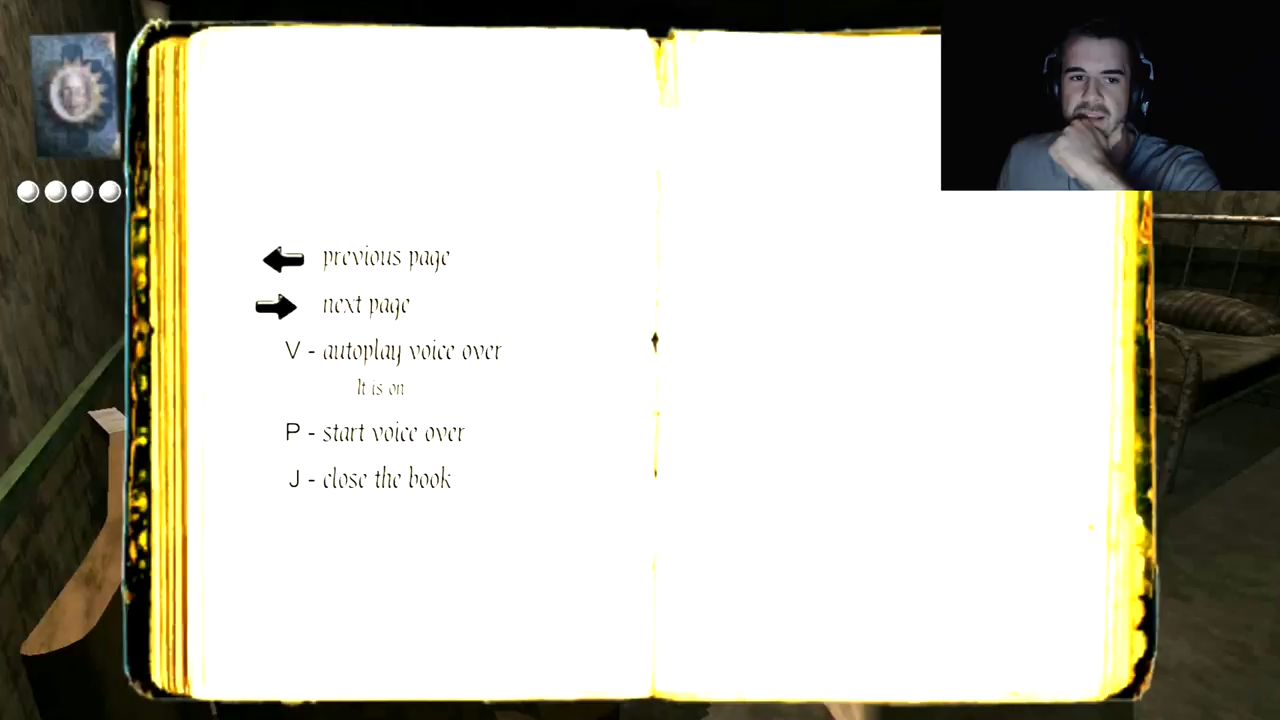 previous page
next page
V - autoplay voice over
It is on
P - start voice over
J - close the book